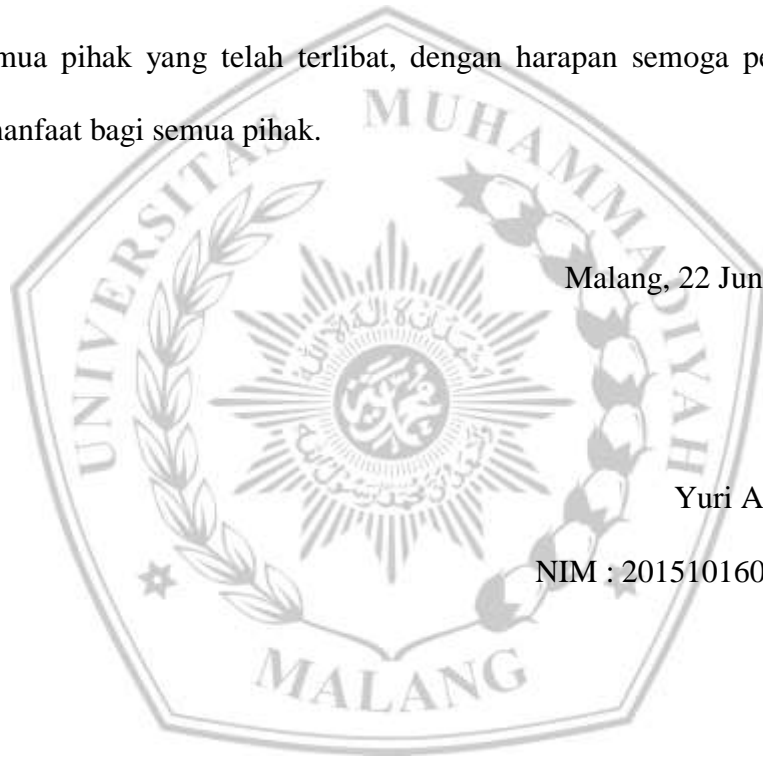 mua pihak yang telah terlibat, dengan harapan semoga pe
manfaat bagi semua pihak.
UNIVERSITAS MUHAMMADIYAH
Malang, 22 Jun
Yuri A
NIM : 201510160
MALANG